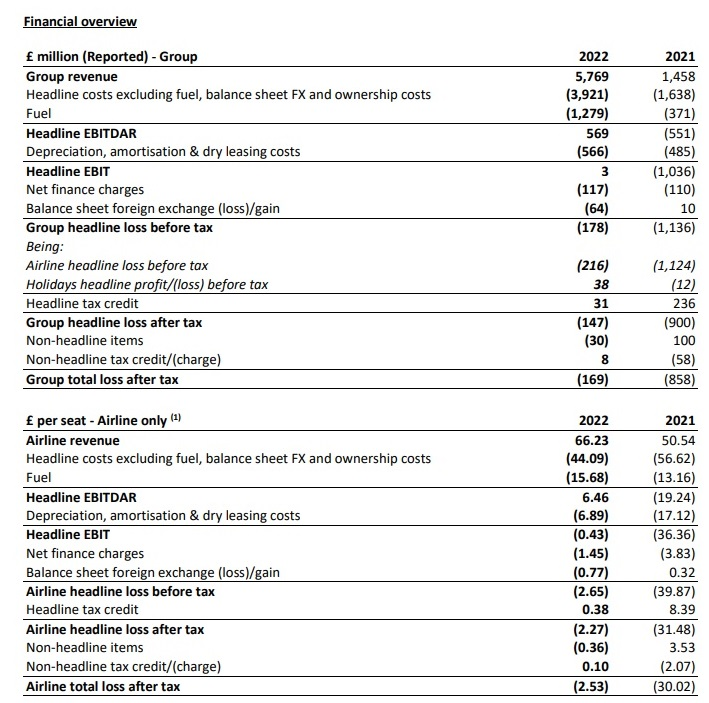 Financial overview
£ million (Reported) - Group 2022 2021
Group revenue 5,769 1,458
Headline costs excluding fuel, balance sheet FX and ownership costs (3,921) (1,638)
Fuel (1,279) (371)
Headline EBITDAR 569 (551)
Depreciation, amortisation & dry leasing costs (566) (485)
Headline EBIT 3 (1,036)
Net finance charges (117) (110)
Balance sheet foreign exchange (loss)/gain (64) 10
Group headline loss before tax (178) (1,136)
Being:
Airline headline loss before tax (216) (1,124)
Holidays headline profit/(loss) before tax 38 (12)
Headline tax credit 31 236
Group headline loss after tax (147) (900)
Non-headline items (30) 100
Non-headline tax credit/(charge) 8 (58)
Group total loss after tax (169) (858)
£ per seat - Airline only (1) 2022 2021
Airline revenue 66.23 50.54
Headline costs excluding fuel, balance sheet FX and ownership costs (44.09) (56.62)
Fuel (15.68) (13.16)
Headline EBITDAR 6.46 (19.24)
Depreciation, amortisation & dry leasing costs (6.89) (17.12)
Headline EBIT (0.43) (36.36)
Net finance charges (1.45) (3.83)
Balance sheet foreign exchange (loss)/gain (0.77) 0.32
Airline headline loss before tax (2.65) (39.87)
Headline tax credit 0.38 8.39
Airline headline loss after tax (2.27) (31.48)
Non-headline items (0.36) 3.53
Non-headline tax credit/(charge) 0.10 (2.07)
Airline total loss after tax (2.53) (30.02)